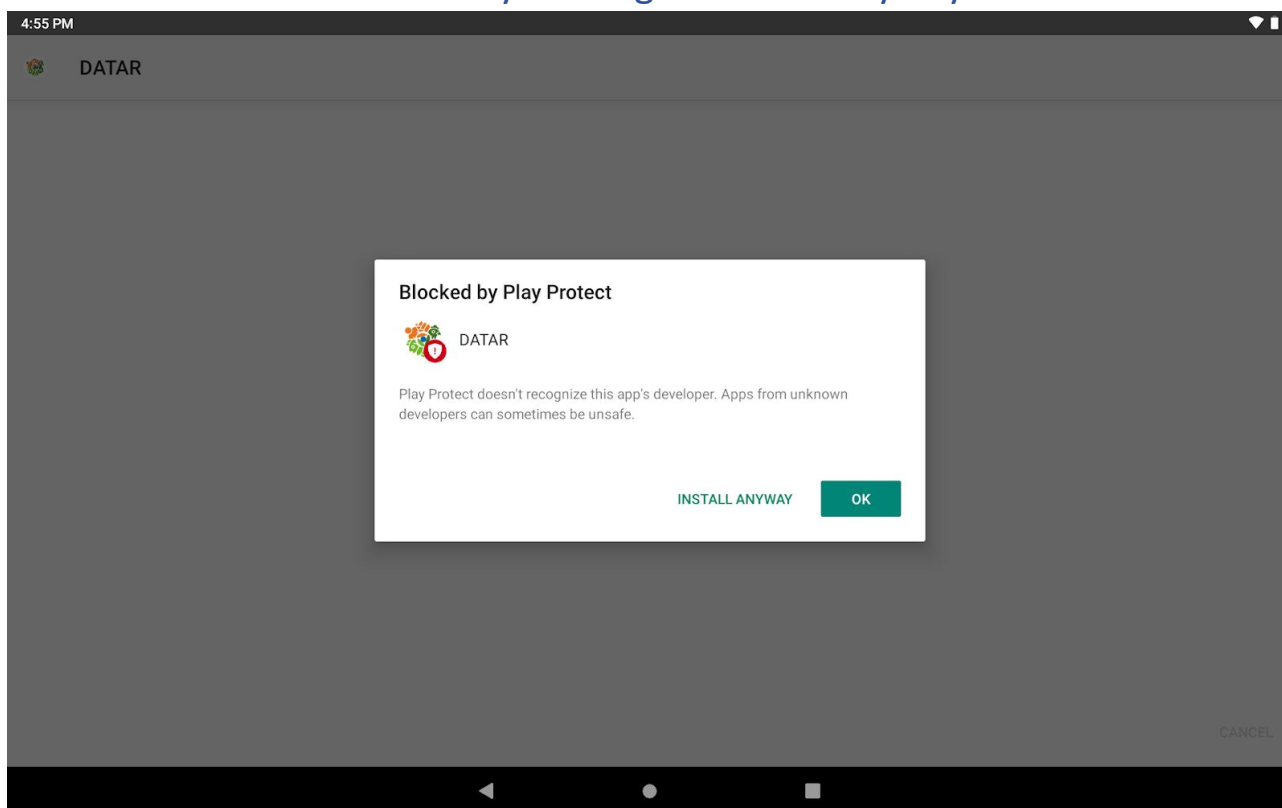 4:55 PM
DATAR
Blocked by Play Protect
DATAR
Play Protect doesn't recognize this app's developer. Apps from unknown
developers can sometimes be unsafe.
INSTALL ANYWAY
OK
CANCEL